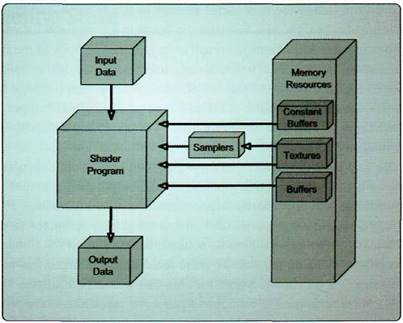 Input
Data
Memory
Resources
Constant
Buffers
Samplers
Textures
Shader
Program
Buffers
Output
Data